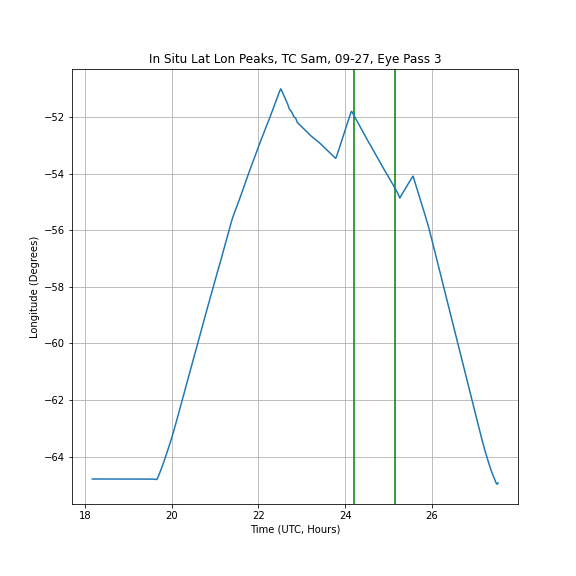 In Situ Lat Lon Peaks, TC Sam, 09-27, Eye Pass 3
Longitude (Degrees)
−52
−54
−56
−58
−60
−62
−64
18 20 22 24 26
Time (UTC, Hours)